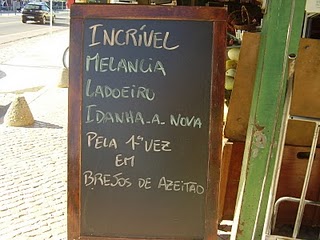 INCRÍVEL
MELANCIA
LADOEIRO
IDANHA-A-NOVA
PELA 1ª VEZ
EM
BREJOS DE AZEITÃO